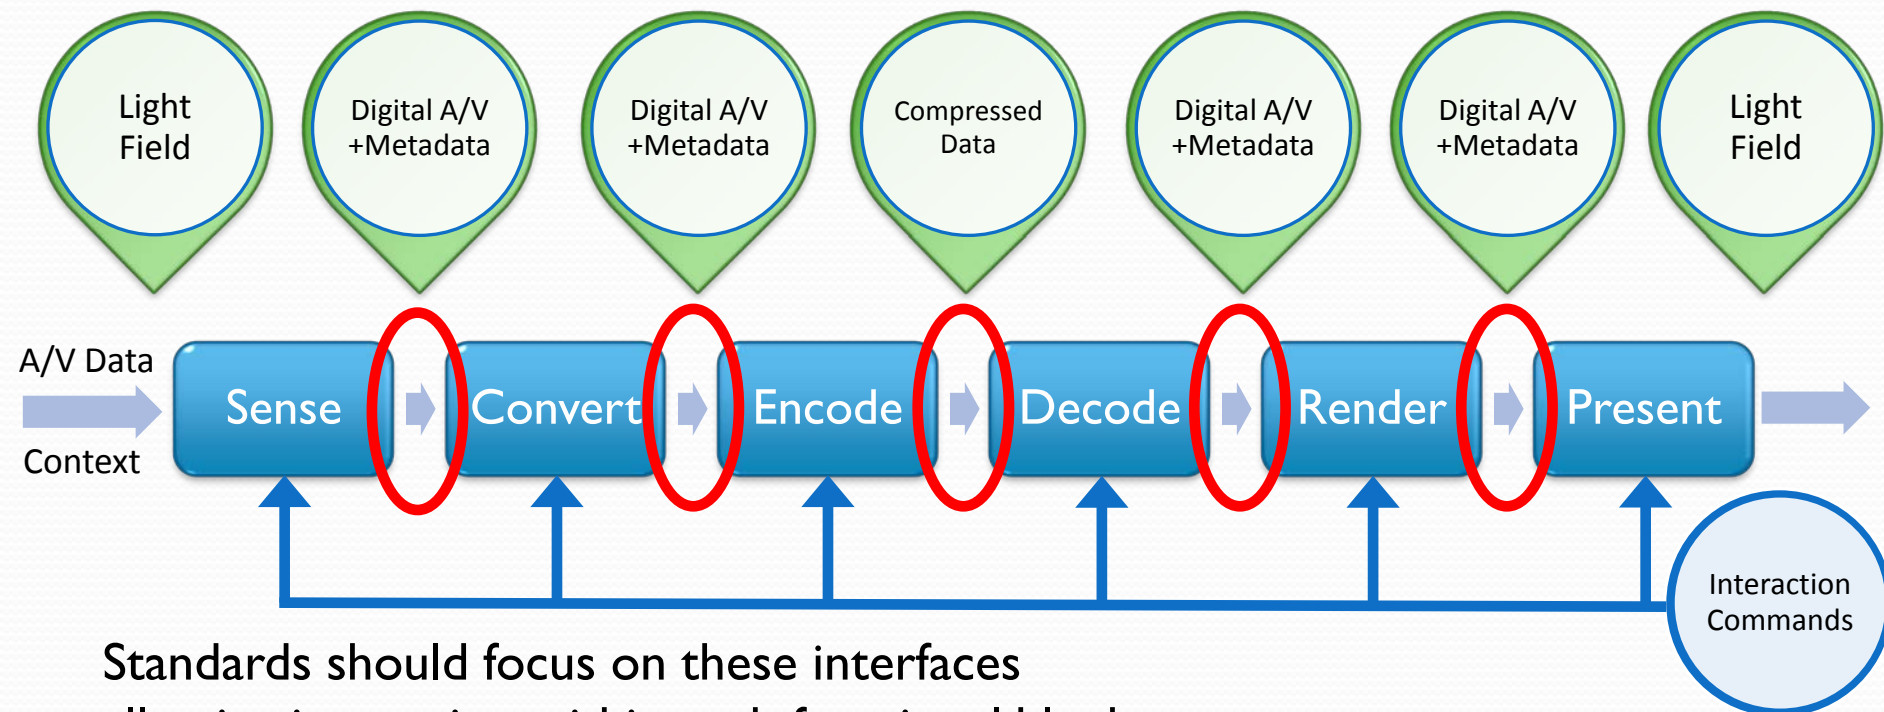 Light
Field
Digital A/V
+Metadata
Digital A/V
+Metadata
Compressed
Data
Digital A/V
+Metadata
Digital A/V
+Metadata
Light
Field
A/V Data
Context
Sense
Convert
Encode
Decode
Render
Present
Interaction
Commands
Standards should focus on these interfaces